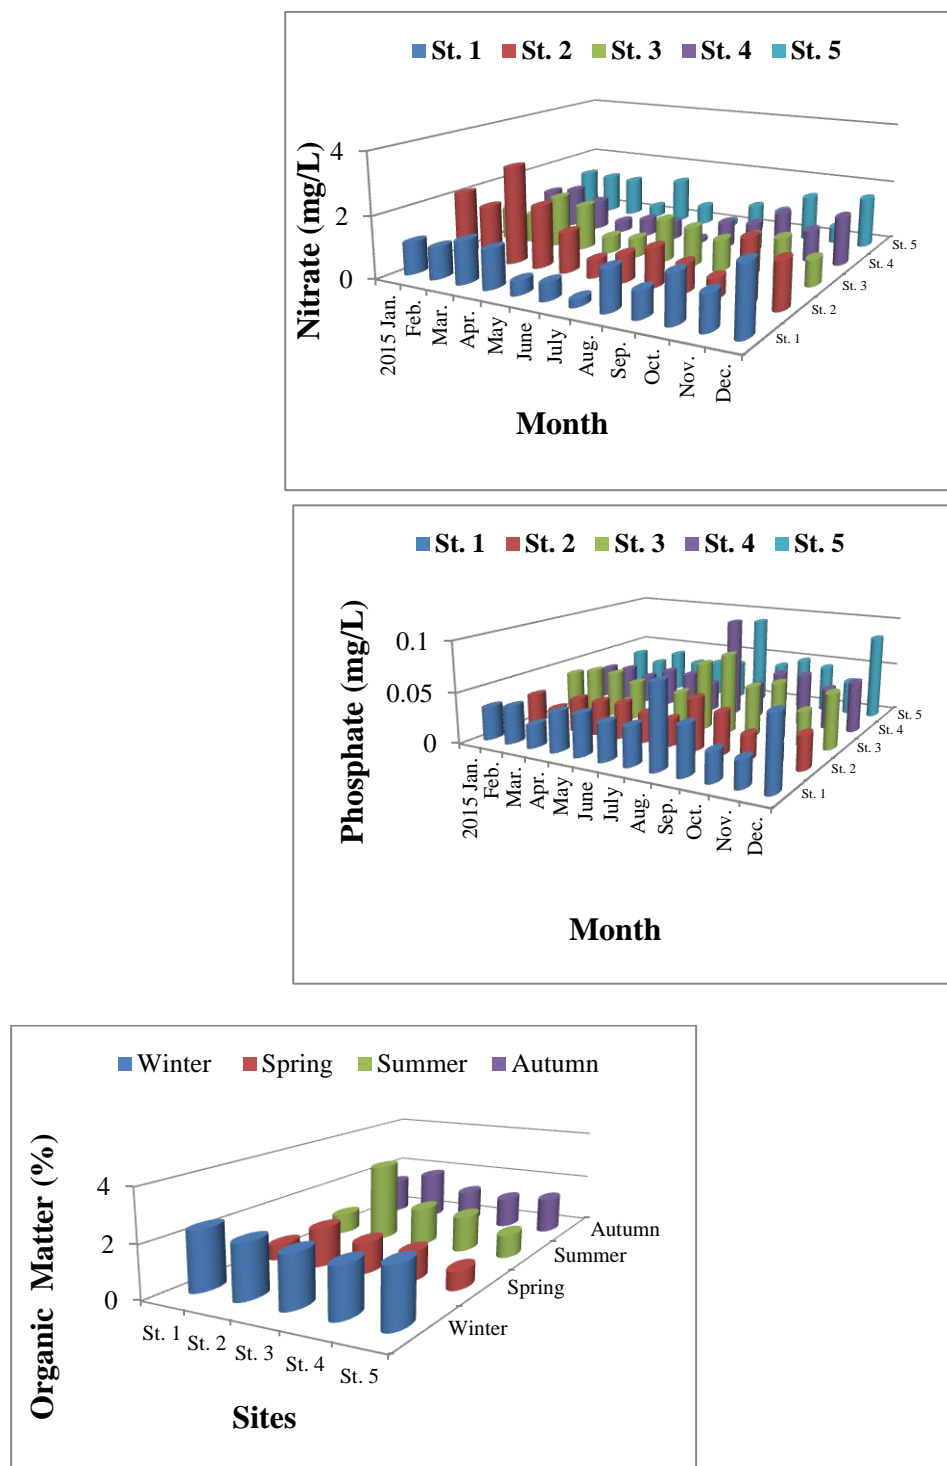 St. 1 St. 2 St. 3 St. 4 St. 5
Nitrate (mg/L)
4
2
0
2015 Jan.
Feb.
Mar.
Apr.
May
June
July
Aug.
Sep.
Oct.
Nov.
Dec.
St. 1
St. 2
St. 3
St. 4
St. 5
Month
St. 1 St. 2 St. 3 St. 4 St. 5
Phosphate (mg/L)
0.1
0.05
0
2015 Jan.
Feb.
Mar.
Apr.
May
June
July
Aug.
Sep.
Oct.
Nov.
Dec.
St. 1
St. 2
St. 3
St. 4
St. 5
Month
Winter Spring Summer Autumn
Organic Matter (%)
4
2
0
St. 1
St. 2
St. 3
St. 4
St. 5
Winter
Spring
Summer
Autumn
Sites